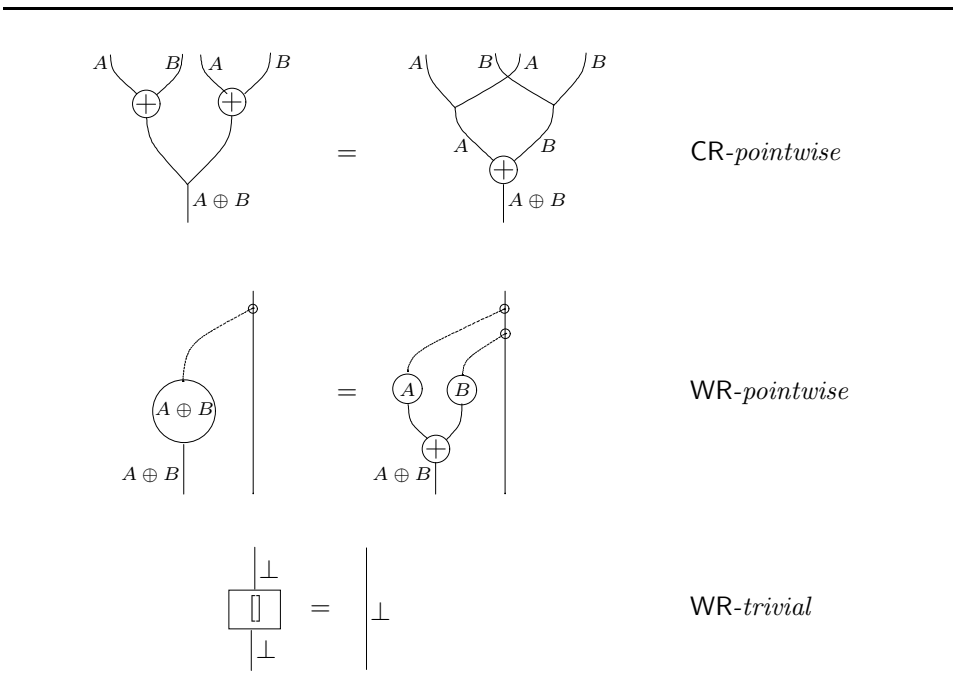 A B A B A B A B
+ + = A B CR-pointwise
+
A ⊕ B A ⊕ B
A ⊕ B = A B WR-pointwise
+
A ⊕ B A ⊕ B
⊥
[] = ⊥ WR-trivial
⊥